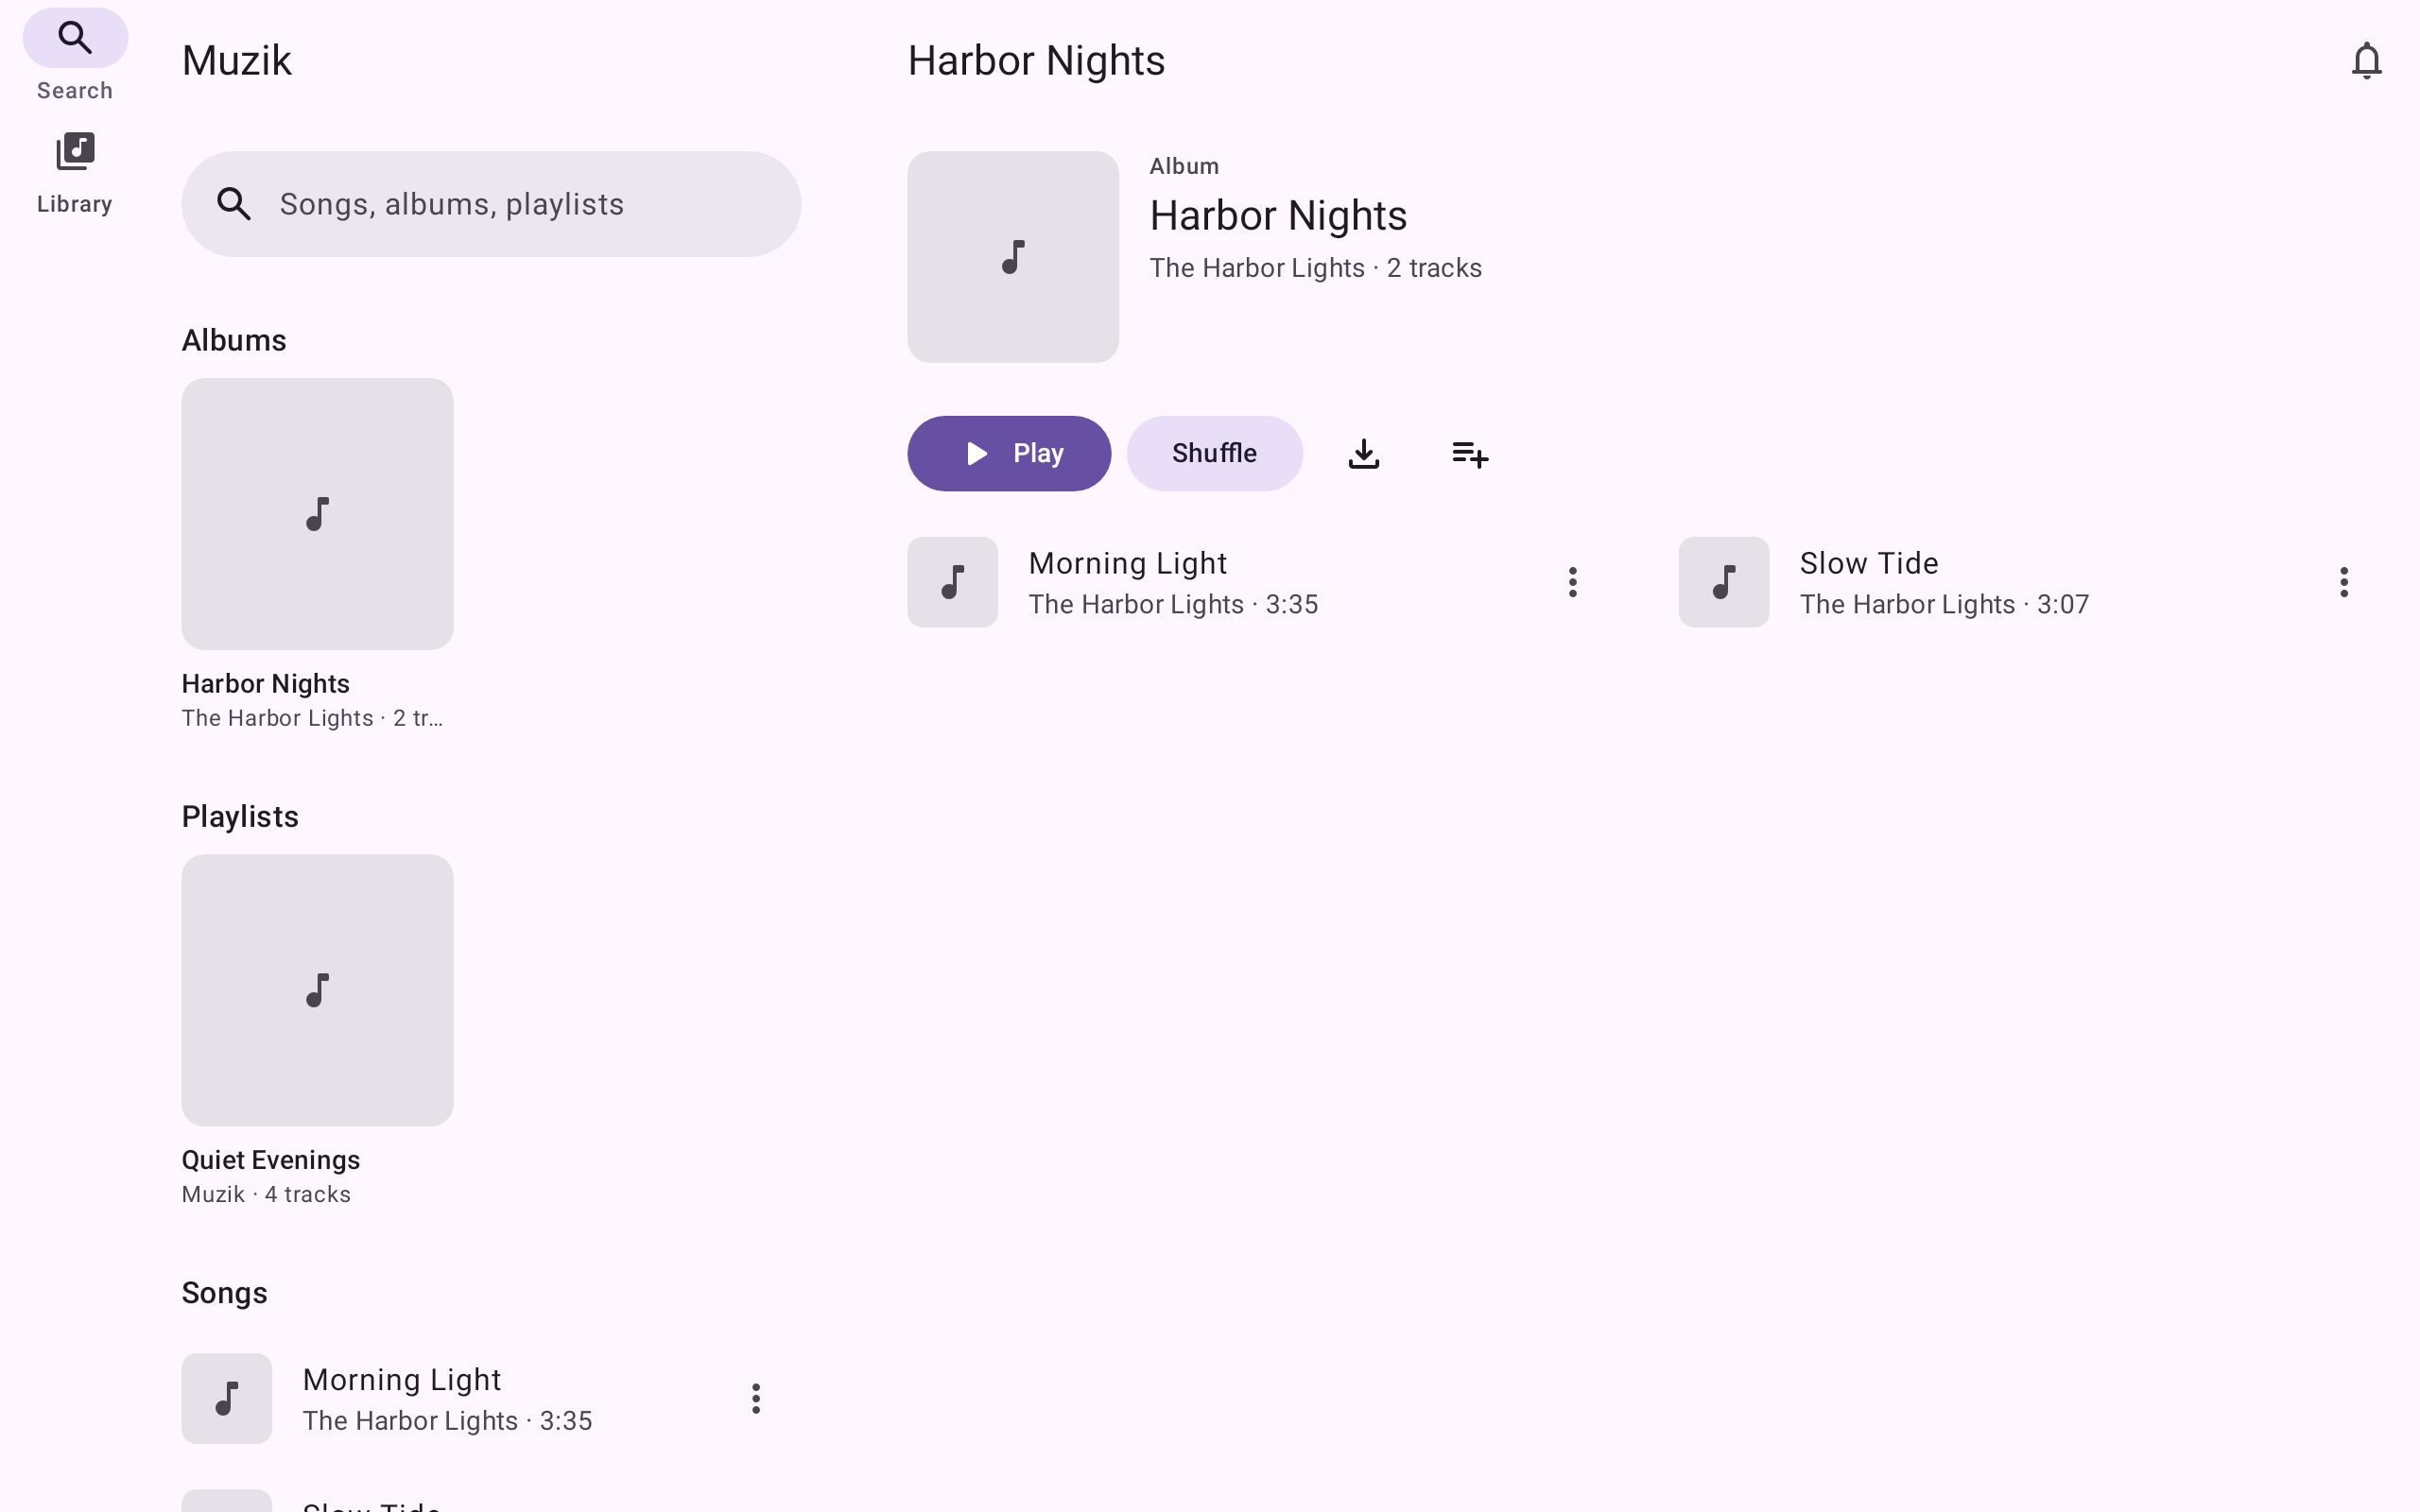 Search
Library
Muzik
Songs, albums, playlists
Albums
Harbor Nights
The Harbor Lights · 2 tr…
Playlists
Quiet Evenings
Muzik · 4 tracks
Songs
Morning Light
The Harbor Lights · 3:35
Slow Tide
Harbor Nights
Album
Harbor Nights
The Harbor Lights · 2 tracks
Play
Shuffle
Morning Light
The Harbor Lights · 3:35
Slow Tide
The Harbor Lights · 3:07